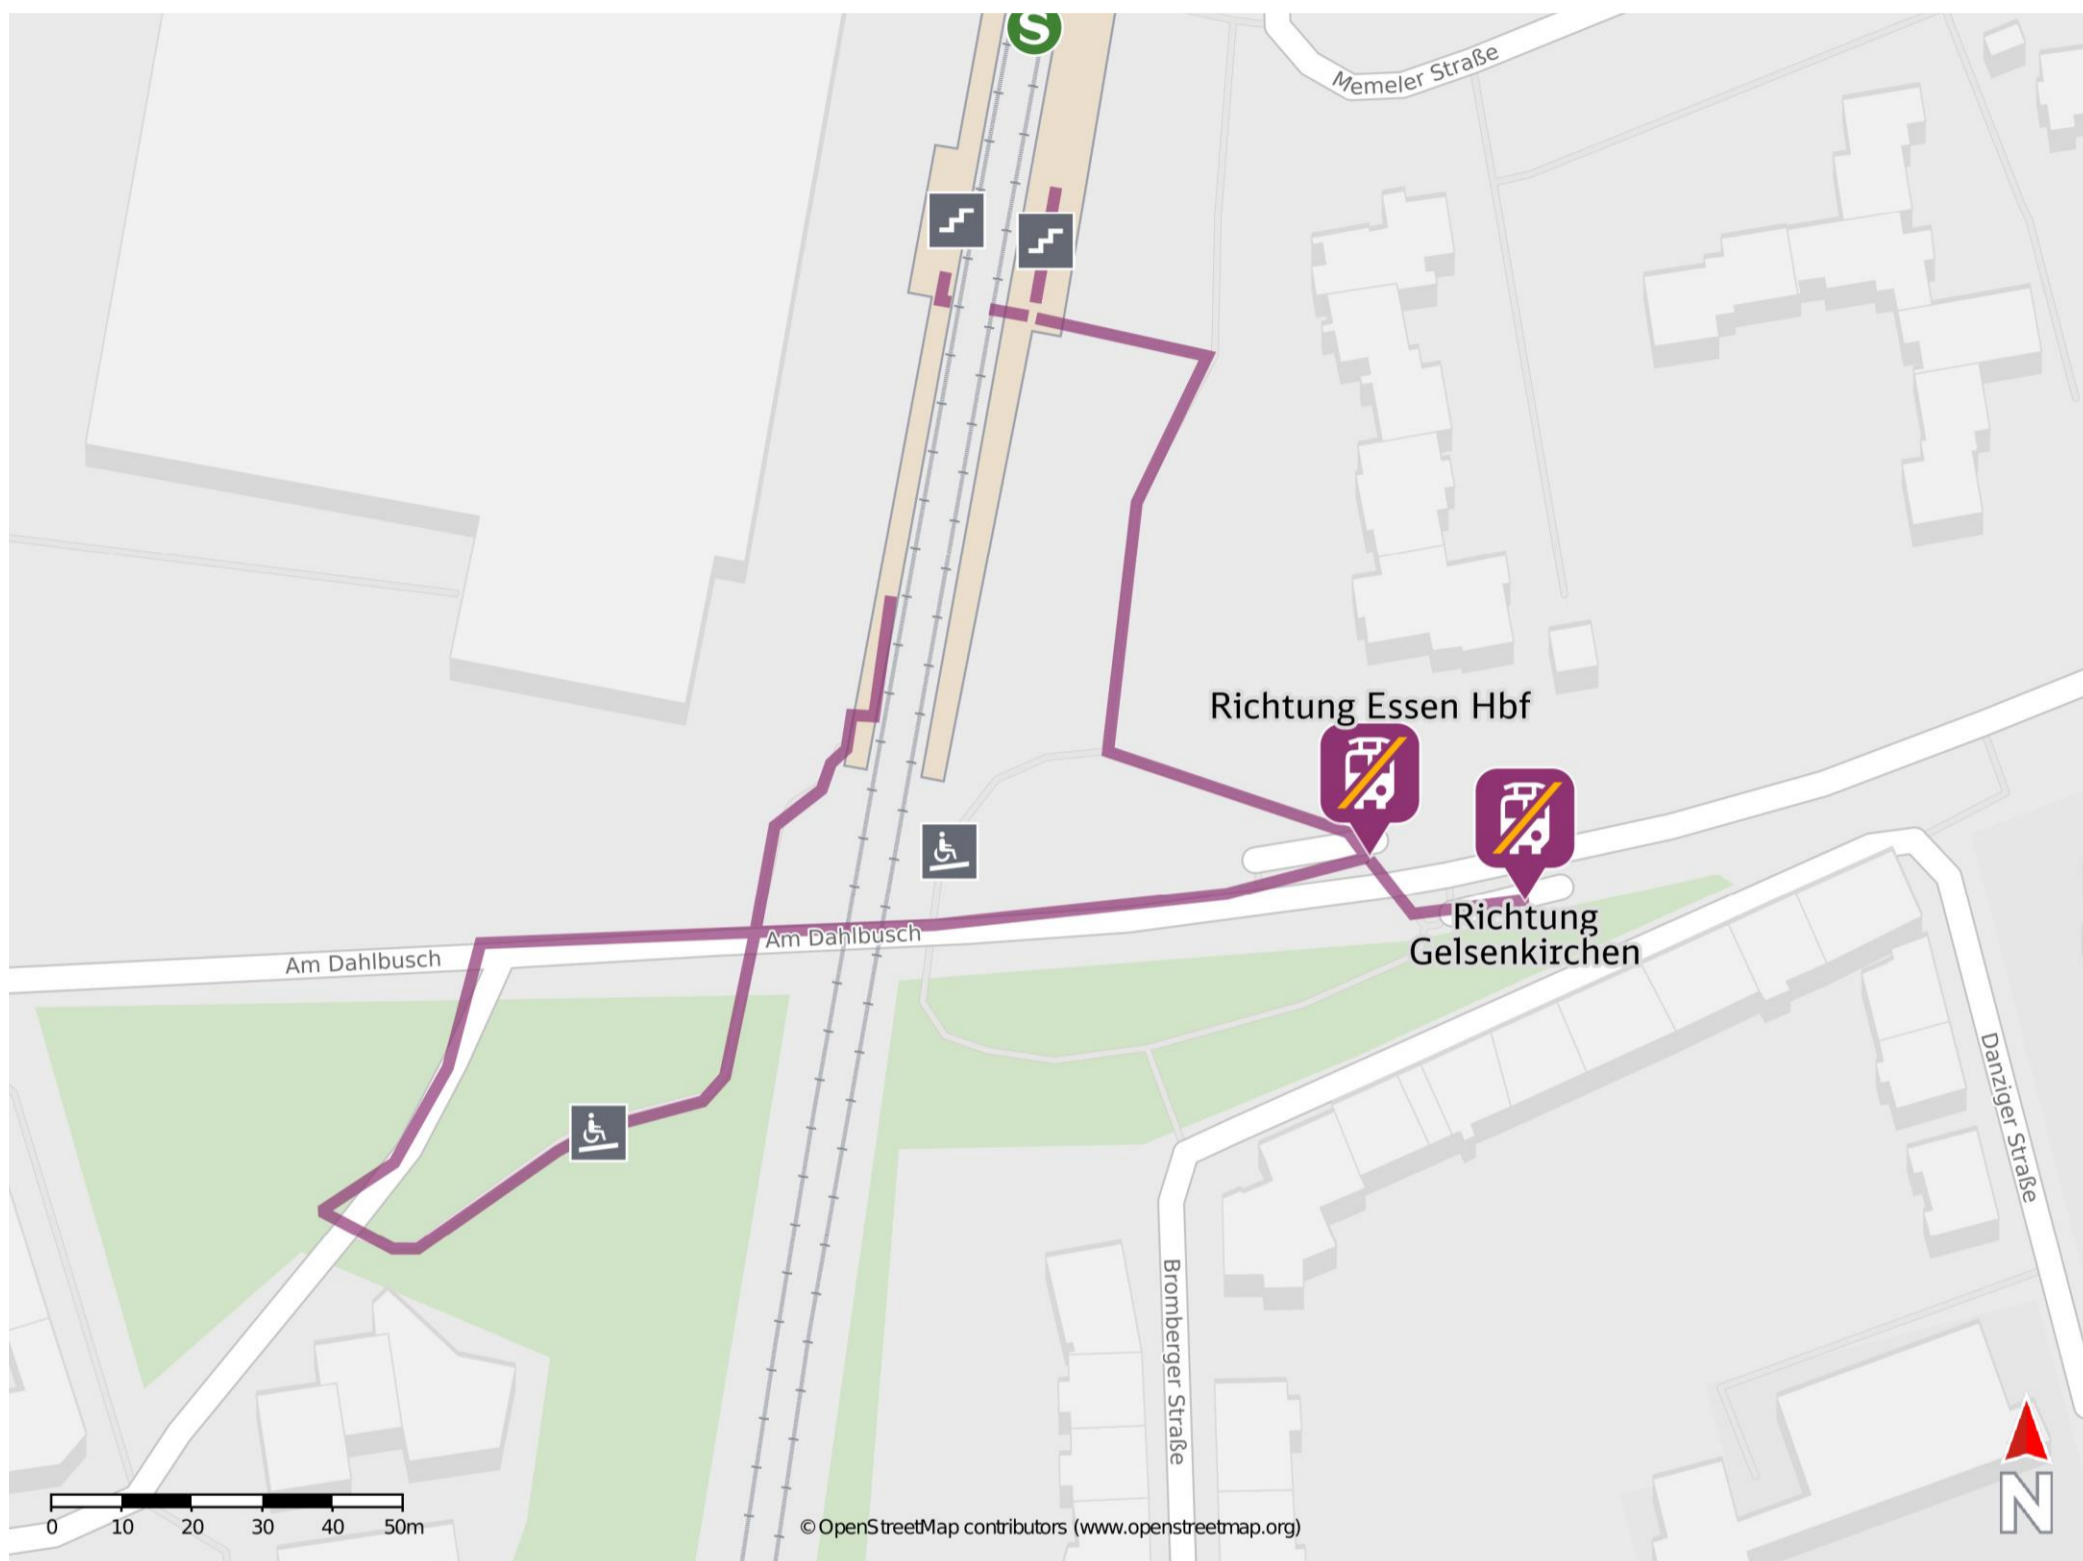 S
Memeler Straße
Richtung Essen Hbf
Richtung
Gelsenkirchen
Am Dahlbusch
Am Dahlbusch
Danziger Straße
Bromberger Straße
N
0 10 20 30 40 50m
© OpenStreetMap contributors (www.openstreetmap.org)